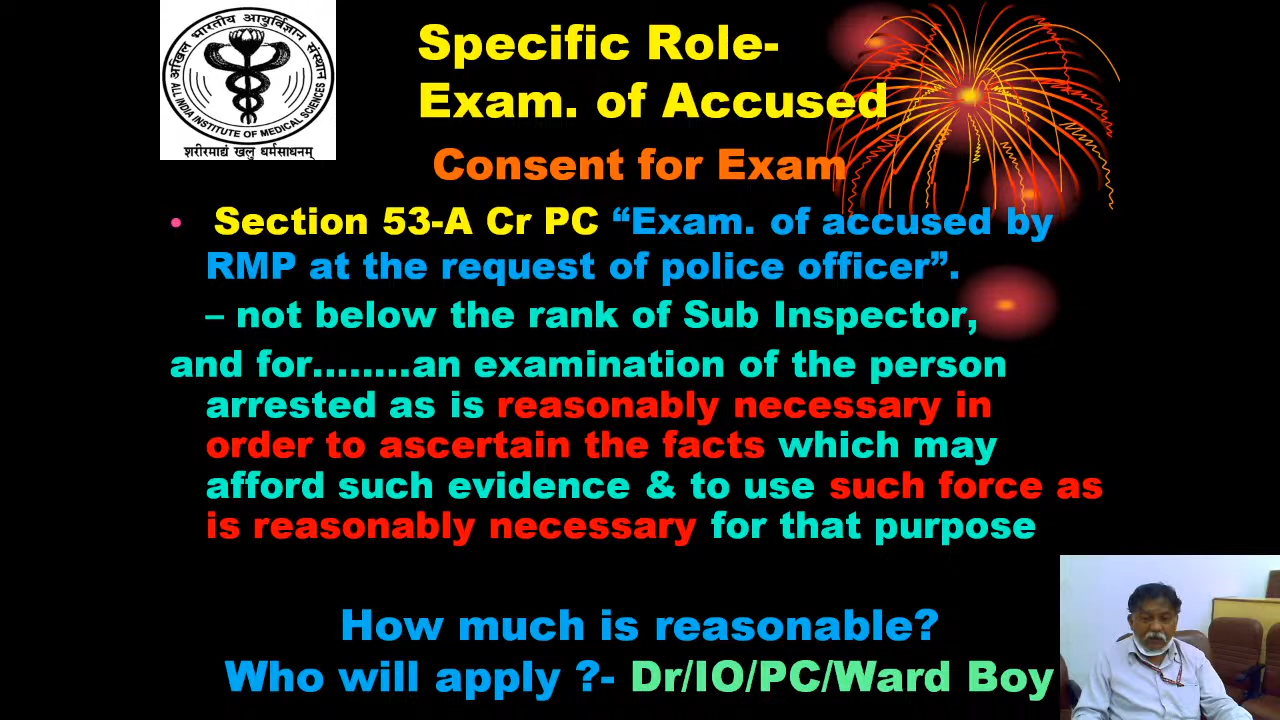 अखिल भारतीय आयुर्विज्ञान संस्थान
ALL INDIA INSTITUTE OF MEDICAL SCIENCES
शरीरमाद्यं खलु धर्मसाधनम्
Specific Role-
Exam. of Accused
Consent for Exam
• Section 53-A Cr PC “Exam. of accused by
RMP at the request of police officer”.
– not below the rank of Sub Inspector,
and for........an examination of the person
arrested as is reasonably necessary in
order to ascertain the facts which may
afford such evidence & to use such force as
is reasonably necessary for that purpose
How much is reasonable?
Who will apply ?- Dr/IO/PC/Ward Boy